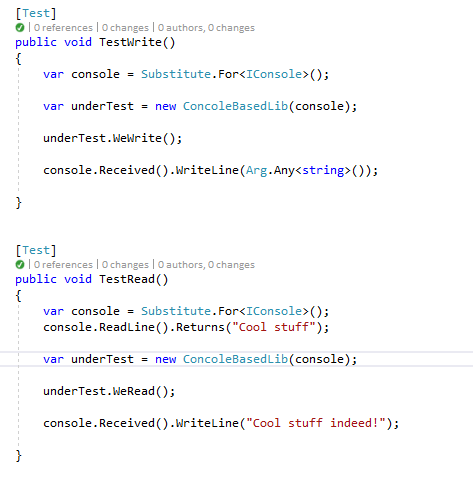 [Test]
| 0 references | 0 changes | 0 authors, 0 changes
public void TestWrite()
{
var console = Substitute.For<IConsole>();
var underTest = new ConcoleBasedLib(console);
underTest.WeWrite();
console.Received().WriteLine(Arg.Any<string>());
}
[Test]
| 0 references | 0 changes | 0 authors, 0 changes
public void TestRead()
{
var console = Substitute.For<IConsole>();
console.ReadLine().Returns("Cool stuff");
var underTest = new ConcoleBasedLib(console);
underTest.WeRead();
console.Received().WriteLine("Cool stuff indeed!");
}